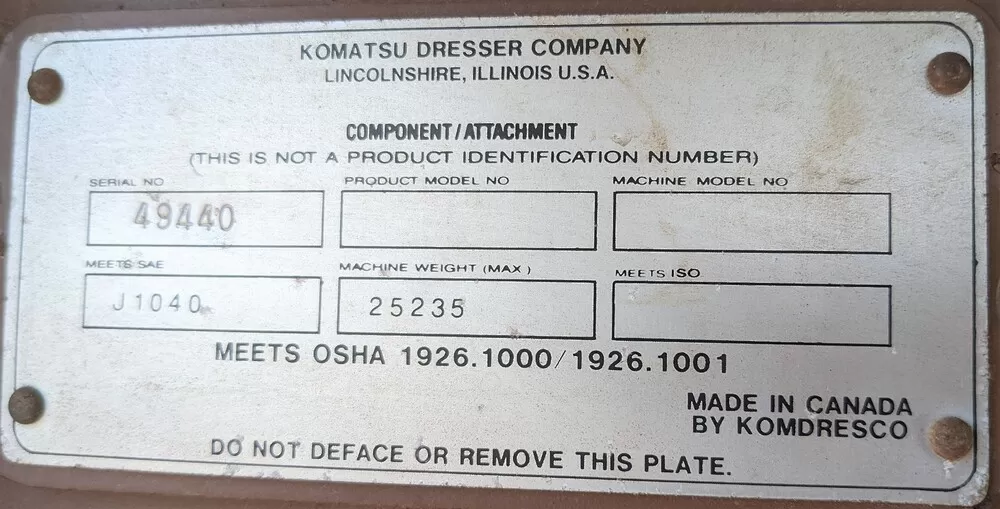 KOMATSU DRESSER COMPANY
LINCOLNSHIRE, ILLINOIS U.S.A.
COMPONENT/ATTACHMENT
(THIS IS NOT A PRODUCT IDENTIFICATION NUMBER)
SERIAL NO PRODUCT MODEL NO MACHINE MODEL NO
49440
MEETS SAE MACHINE WEIGHT (MAX) MEETS ISO
J1040 25235
MEETS OSHA 1926.1000/1926.1001
MADE IN CANADA
BY KOMDRESCO
DO NOT DEFACE OR REMOVE THIS PLATE.